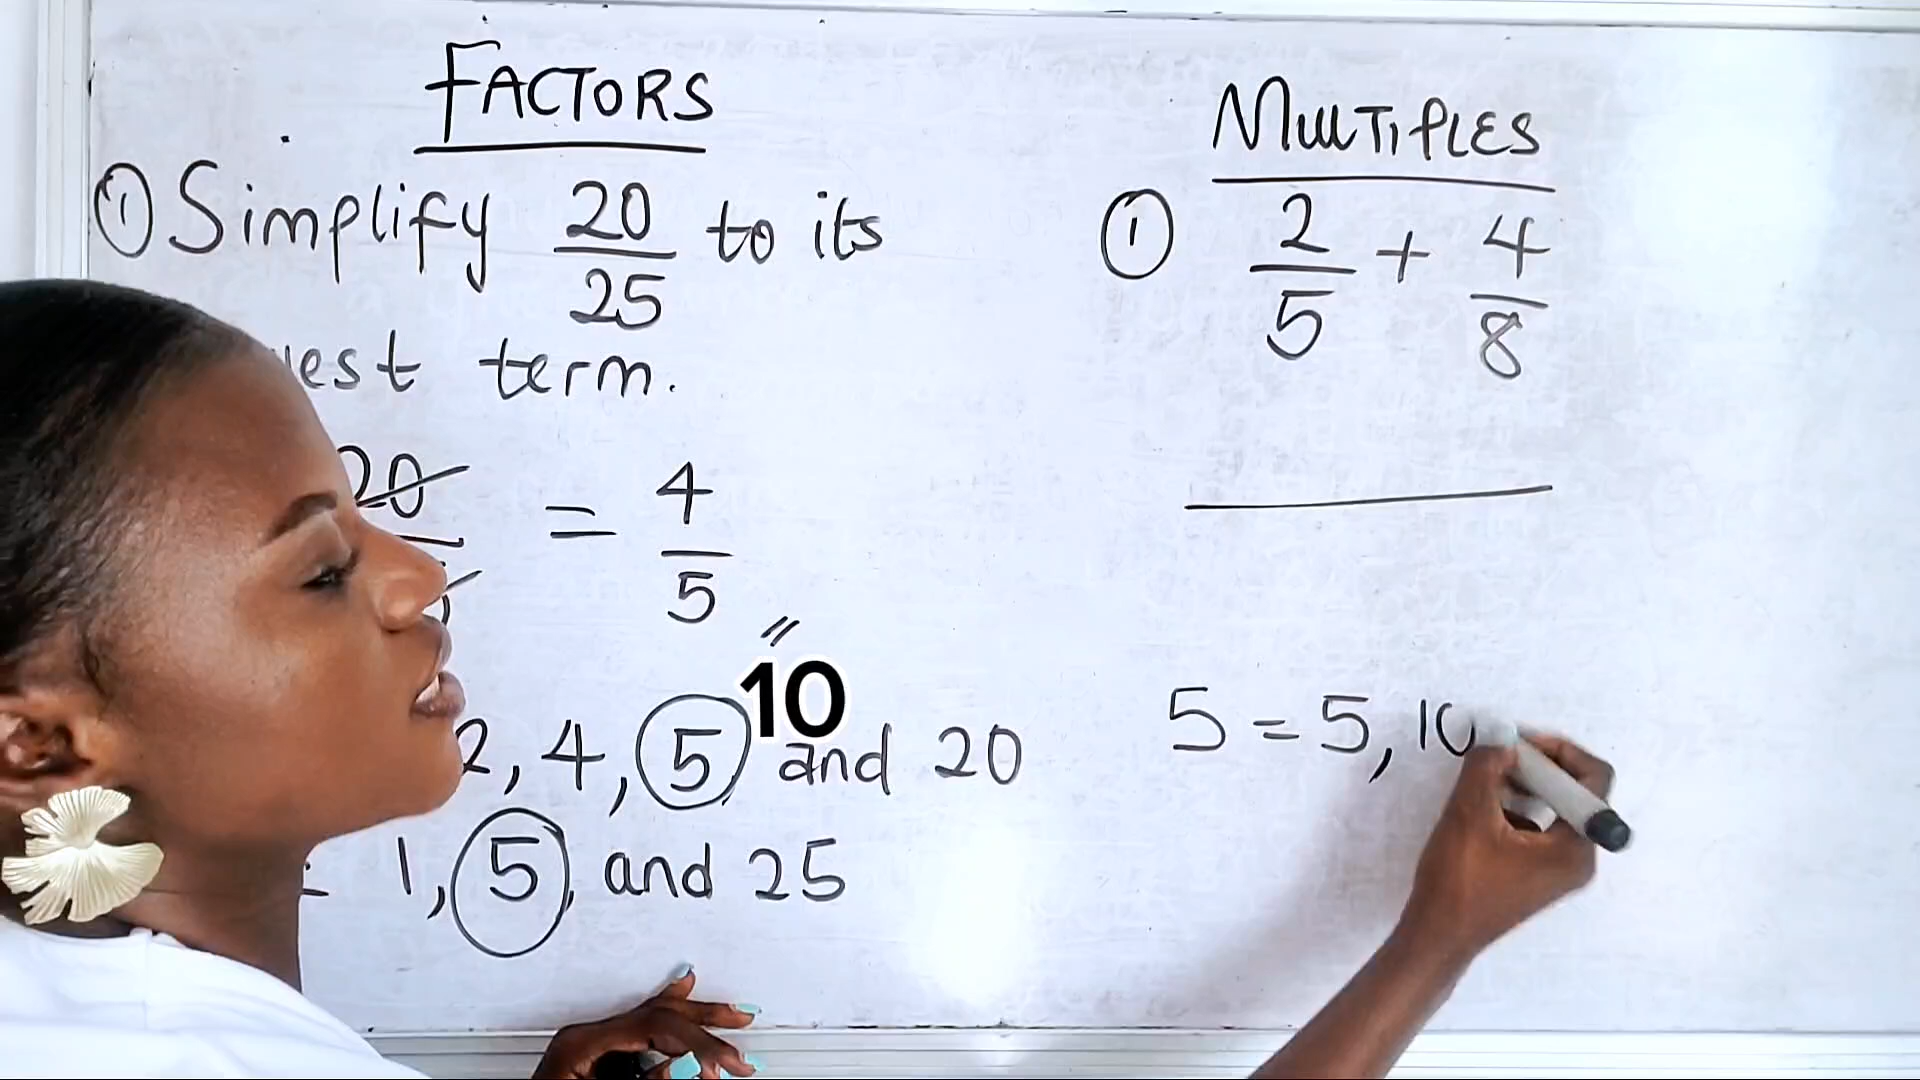 FACTORS
① Simplify 20/25 to its
est term.
20 = 4/5
10
2, 4, 5, and 20
= 1, 5, and 25
MULTIPLES
① 2/5 + 4/8
5 = 5, 10